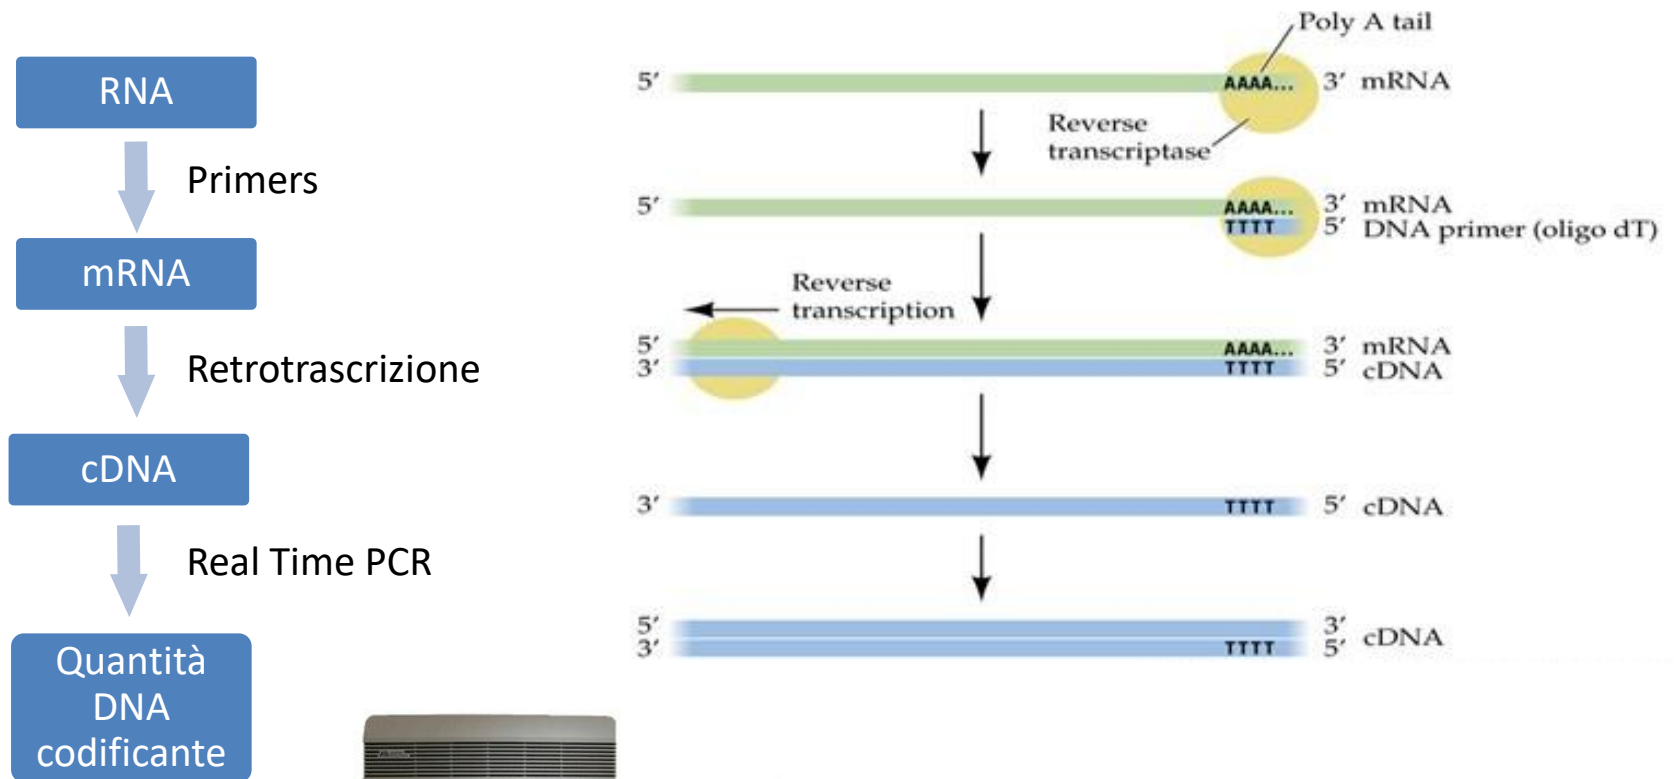 RNA
Primers
mRNA
Retrotrascrizione
cDNA
Real Time PCR
Quantità
DNA
codificante
Poly A tail
5′ AAAA... 3′ mRNA
Reverse
transcriptase
5′ AAAA... 3′ mRNA
TTTT 5′ DNA primer (oligo dT)
Reverse
transcription
5′ AAAA... 3′ mRNA
3′ TTTT 5′ cDNA
3′ TTTT 5′ cDNA
5′ 3′
cDNA
3′ TTTT 5′